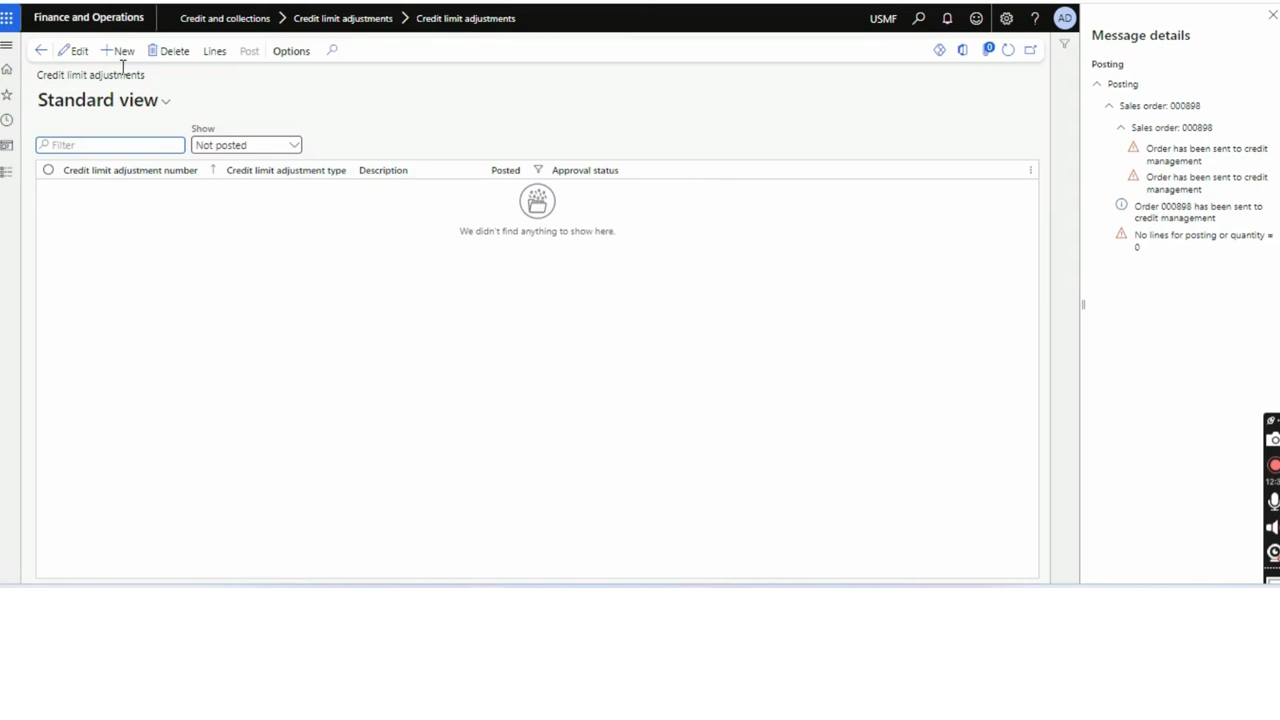 Finance and Operations
Credit and collections
Credit limit adjustments
Credit limit adjustments
USMF
AD
Edit
New
Delete
Lines
Post
Options
0
Credit limit adjustments
Standard view
Show
Filter
Not posted
Credit limit adjustment number
Credit limit adjustment type
Description
Posted
Approval status
We didn't find anything to show here.
Message details
Posting
Posting
Sales order: 000898
Sales order: 000898
Order has been sent to credit
management
Order has been sent to credit
management
Order 000898 has been sent to
credit management
No lines for posting or quantity =
0